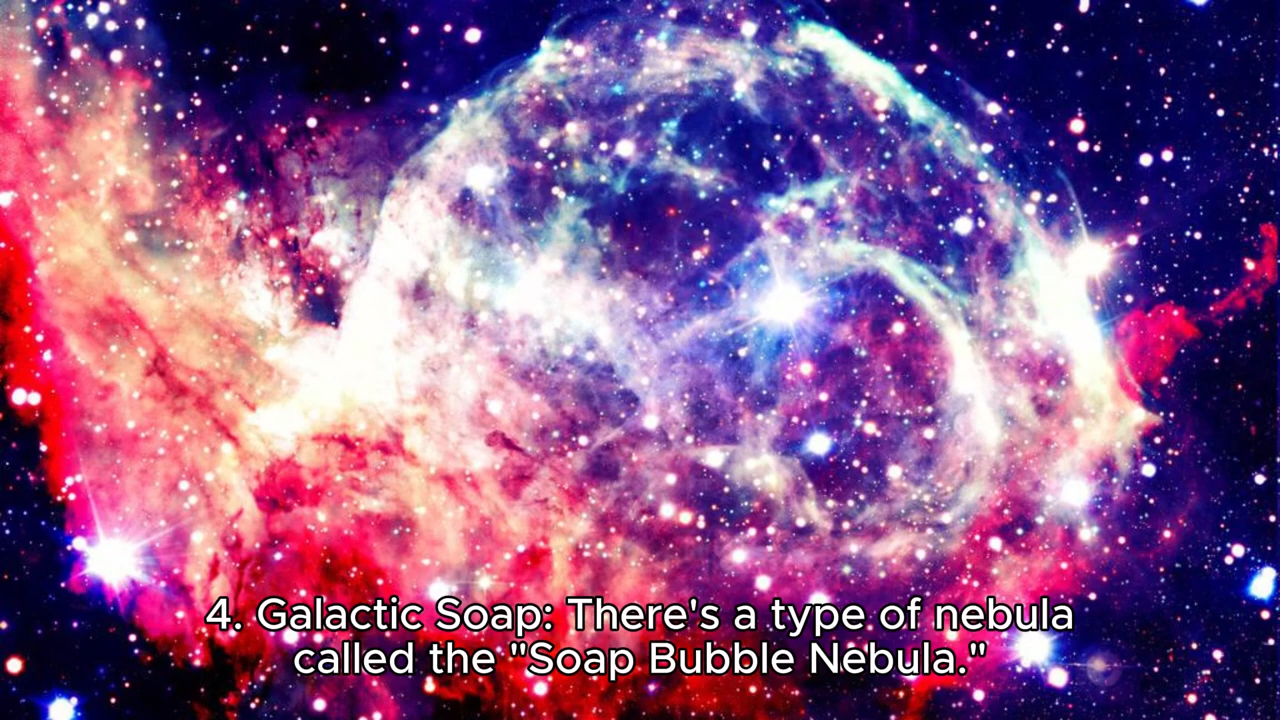 4. Galactic Soap: There's a type of nebula
called the "Soap Bubble Nebula."